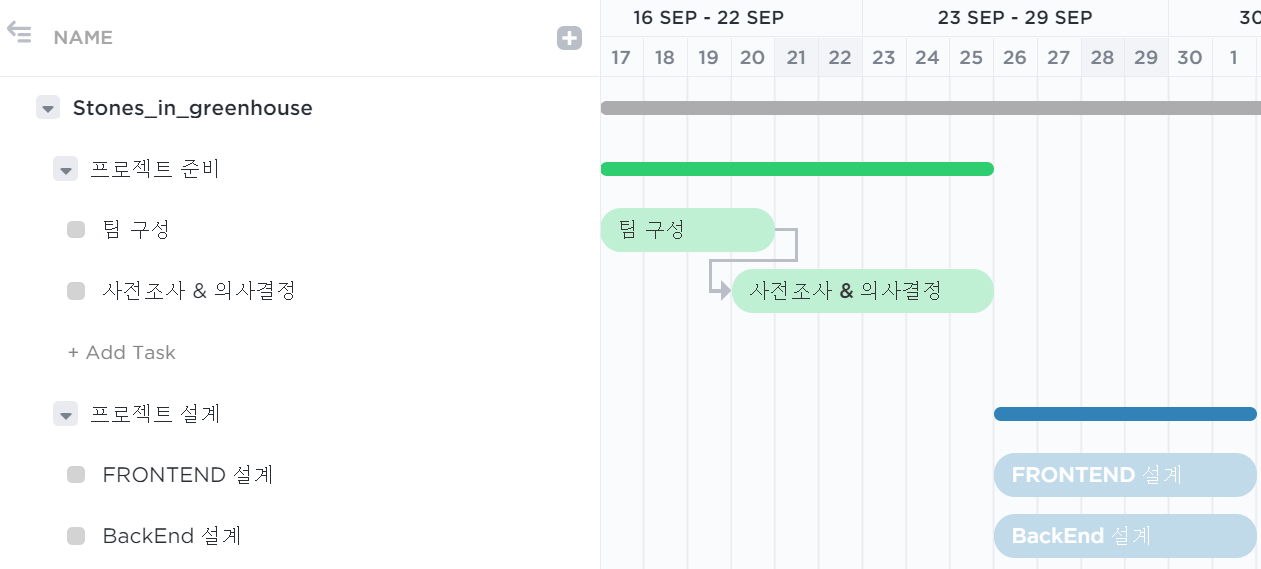 16 SEP - 22 SEP 23 SEP - 29 SEP 30
NAME
17 18 19 20 21 22 23 24 25 26 27 28 29 30 1
Stones_in_greenhouse
프로젝트 준비
팀 구성 팀 구성
사전조사 & 의사결정 사전조사 & 의사결정
+ Add Task
프로젝트 설계
FRONTEND 설계 FRONTEND 설계
BackEnd 설계 BackEnd 설계